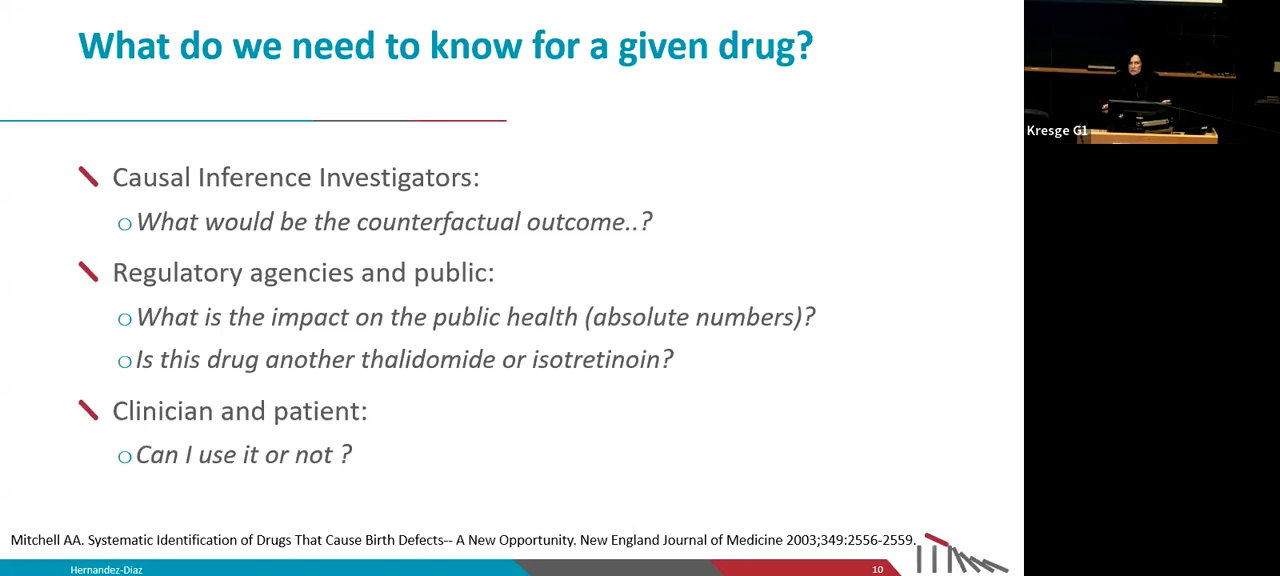 What do we need to know for a given drug?
Causal Inference Investigators:
What would be the counterfactual outcome..?
Regulatory agencies and public:
What is the impact on the public health (absolute numbers)?
Is this drug another thalidomide or isotretinoin?
Clinician and patient:
Can I use it or not ?
Mitchell AA. Systematic Identification of Drugs That Cause Birth Defects-- A New Opportunity. New England Journal of Medicine 2003;349:2556-2559.
Hernandez-Diaz
10
Kresge G1